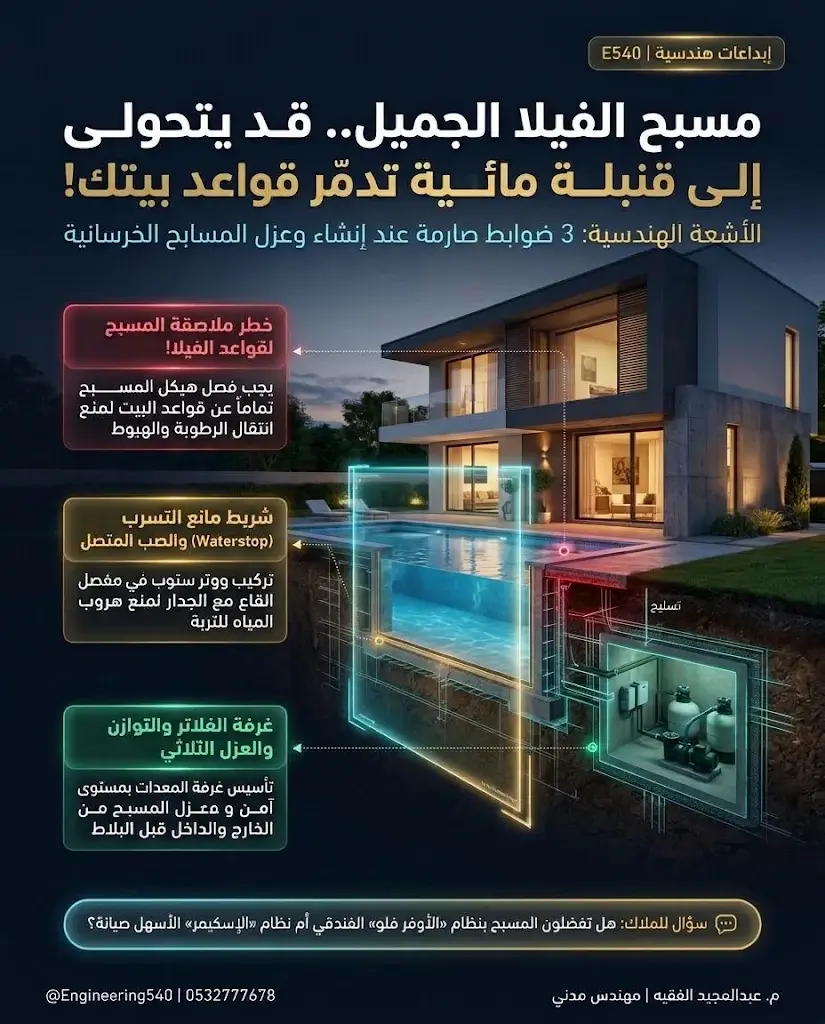 إبداعات هندسية | E540
مسبح الفيلا الجميل.. قد يتحولى
إلى قنبلة مائية تدمّر قواعد بيتك!
الأشعة الهندسية: 3 ضوابط صارمة عند إنشاء وعزل المسابح الخرسانية
خطر ملاصقة المسبح
لقواعد الفيلا!
يجب فصل هيكل المسبح
تماماً عن قواعد البيت لمنع
انتقال الرطوبة والهبوط
شريط مانع التسرب
(Waterstop) والصب المتصل
تركيب ووتر ستوب في مفصل
القاع مع الجدار لمنع هروب
المياه للتربة
تسليح
غرفة الفلاتر والتوازن
والعزل الثلاثي
تأسيس غرفة المعدات بمستوى
آمن و معزل المسبح من
الخارج والداخل قبل البلاط
سؤال للملاك: هل تفضلون المسبح بنظام «الأوفر فلو» الفندقي أم نظام «الإسكيمر» الأسهل صيانة؟
م. عبدالمجيد الفقيه | مهندس مدني
@Engineering540 | 0532777678